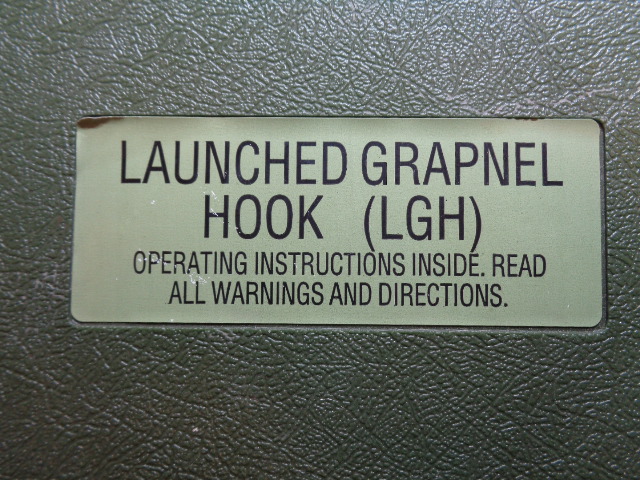 LAUNCHED GRAPNEL
HOOK (LGH)
OPERATING INSTRUCTIONS INSIDE. READ
ALL WARNINGS AND DIRECTIONS.